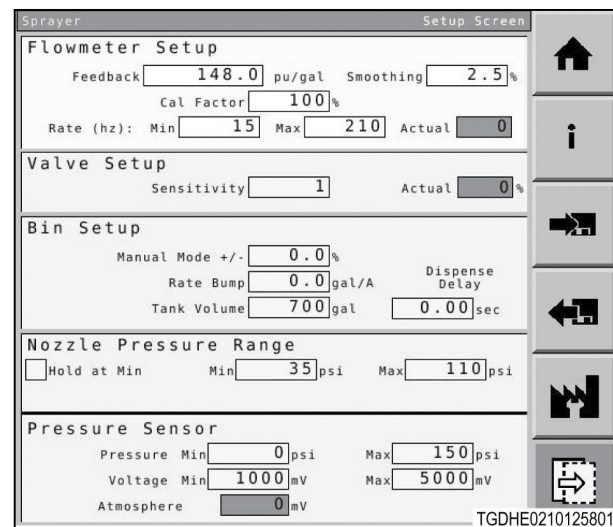 Sprayer Setup Screen
Flowmeter Setup
Feedback 148.0 pu/gal Smoothing 2.5 %
Cal Factor 100 %
Rate (hz): Min 15 Max 210 Actual 0
Valve Setup
Sensitivity 1 Actual 0 %
Bin Setup
Manual Mode +/- 0.0 %
Rate Bump 0.0 gal/A Dispense Delay
Tank Volume 700 gal 0.00 sec
Nozzle Pressure Range
Hold at Min Min 35 psi Max 110 psi
Pressure Sensor
Pressure Min 0 psi Max 150 psi
Voltage Min 1000 mV Max 5000 mV
Atmosphere 0 mV
i
TGDHE0210125801